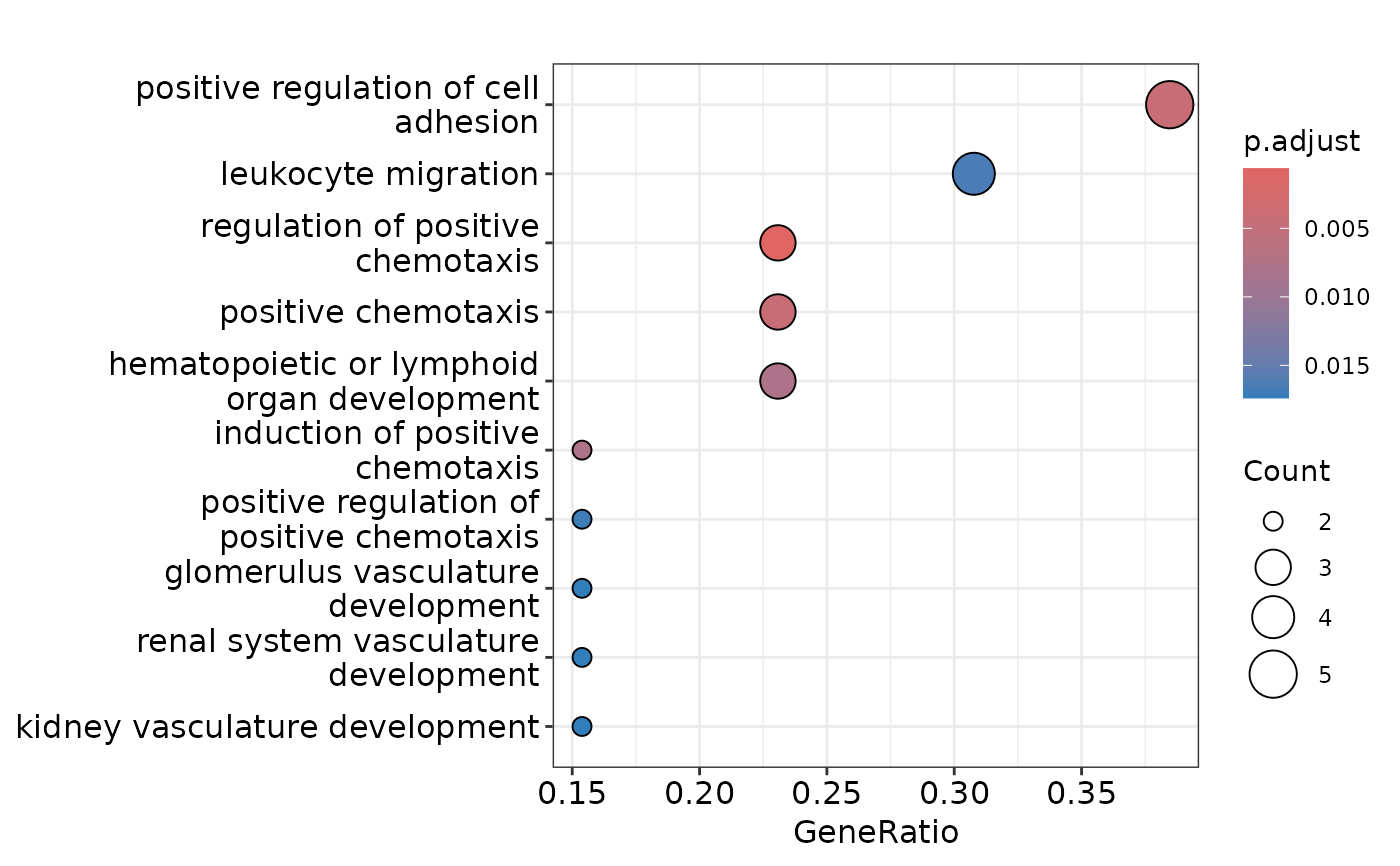 positive regulation of cell
adhesion
leukocyte migration
regulation of positive
chemotaxis
positive chemotaxis
hematopoietic or lymphoid
organ development
induction of positive
chemotaxis
positive regulation of
positive chemotaxis
glomerulus vasculature
development
renal system vasculature
development
kidney vasculature development
0.15 0.20 0.25 0.30 0.35
GeneRatio
p.adjust
0.005
0.010
0.015
Count
2
3
4
5